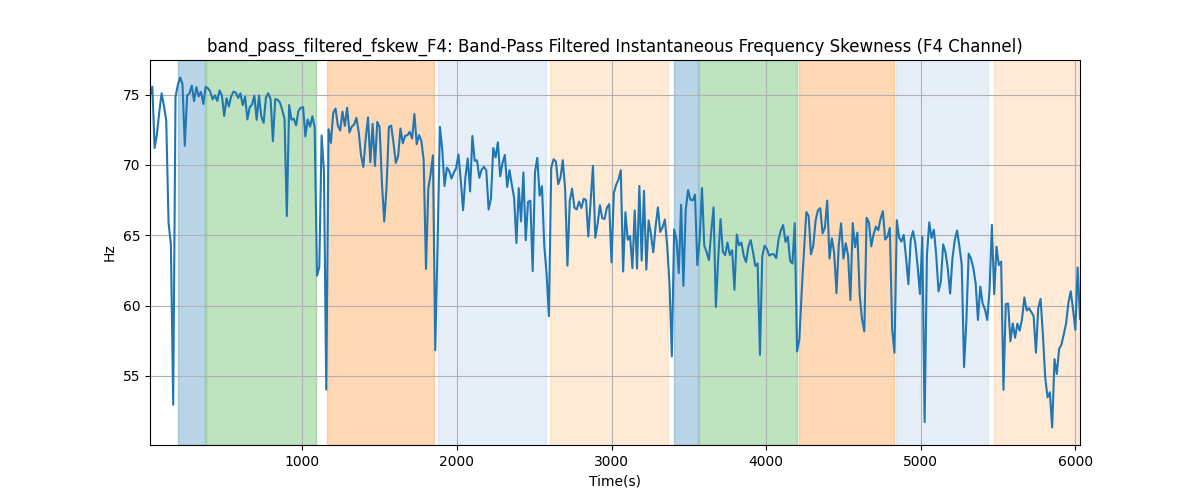 band_pass_filtered_fskew_F4: Band-Pass Filtered Instantaneous Frequency Skewness (F4 Channel)
75
70
65
60
55
Hz
1000 2000 3000 4000 5000 6000
Time(s)